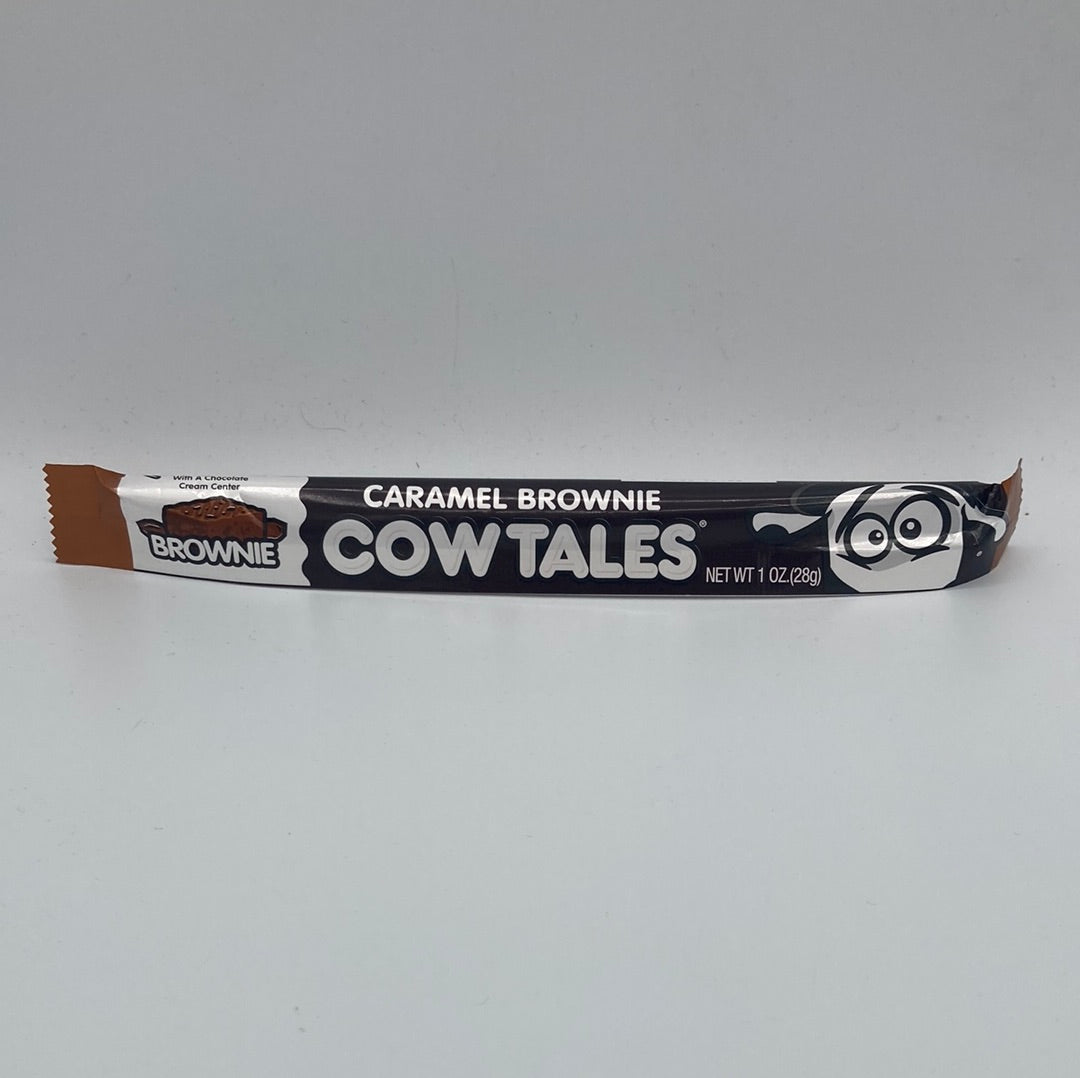 With A Chocolate
Cream Center
BROWNIE
CARAMEL BROWNIE
COW TALES®
NET WT 1 OZ.(28g)